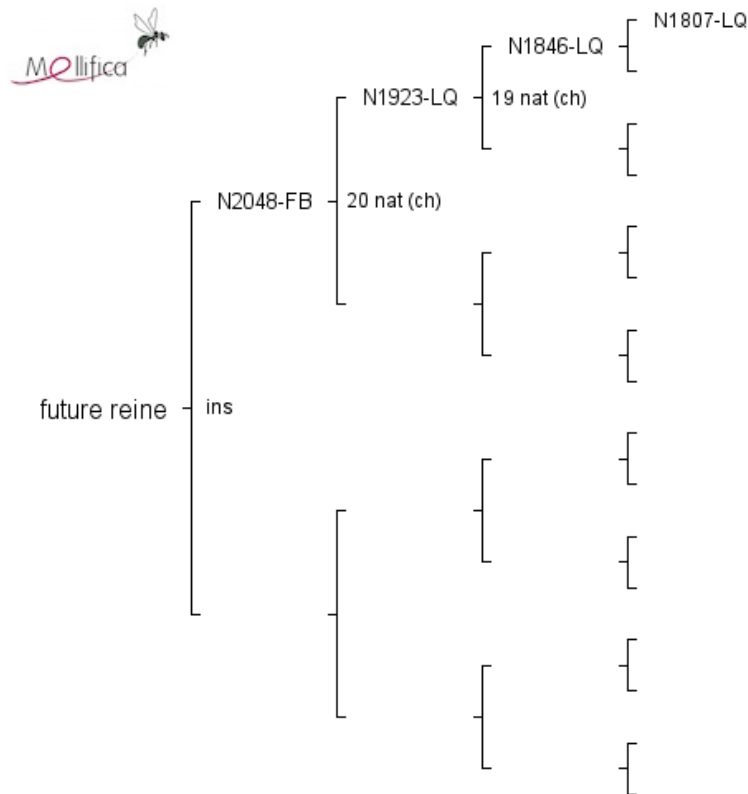 Mellifica
N1807-LQ
N1846-LQ
N1923-LQ
19 nat (ch)
N2048-FB
20 nat (ch)
future reine
ins